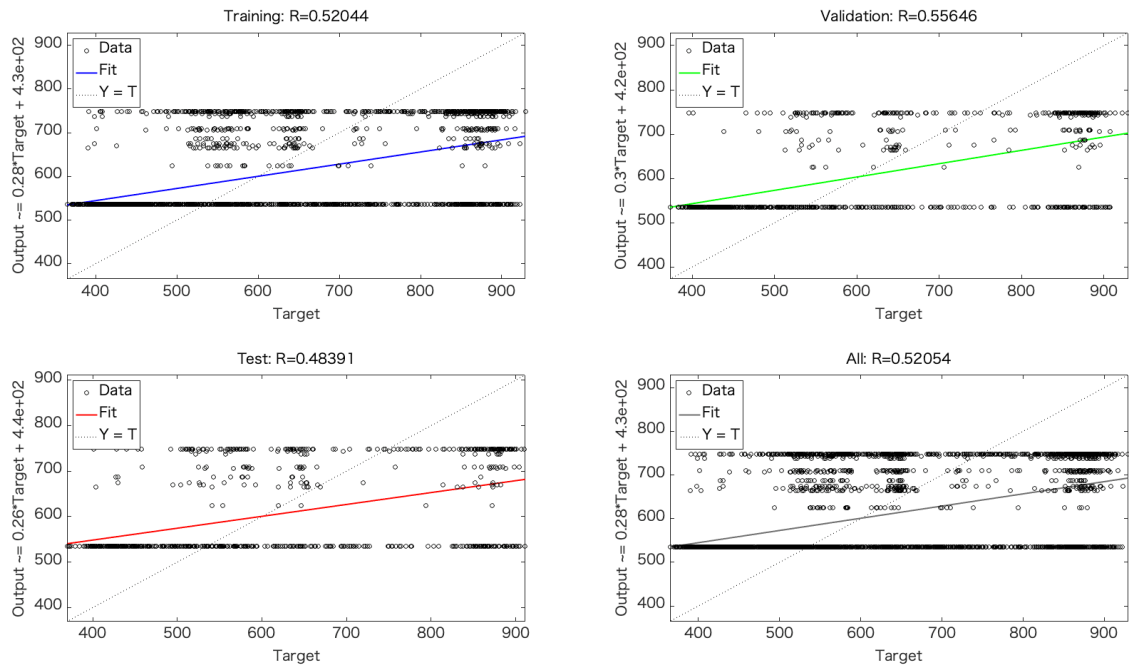 Training: R=0.52044
Output ~= 0.28*Target + 4.3e+02
900
800
700
600
500
400
Data
Fit
Y = T
400 500 600 700 800 900
Target
Validation: R=0.55646
Output ~= 0.3*Target + 4.2e+02
900
800
700
600
500
400
Data
Fit
Y = T
400 500 600 700 800 900
Target
Test: R=0.48391
Output ~= 0.26*Target + 4.4e+02
900
800
700
600
500
400
Data
Fit
Y = T
400 500 600 700 800 900
Target
All: R=0.52054
Output ~= 0.28*Target + 4.3e+02
900
800
700
600
500
400
Data
Fit
Y = T
400 500 600 700 800 900
Target